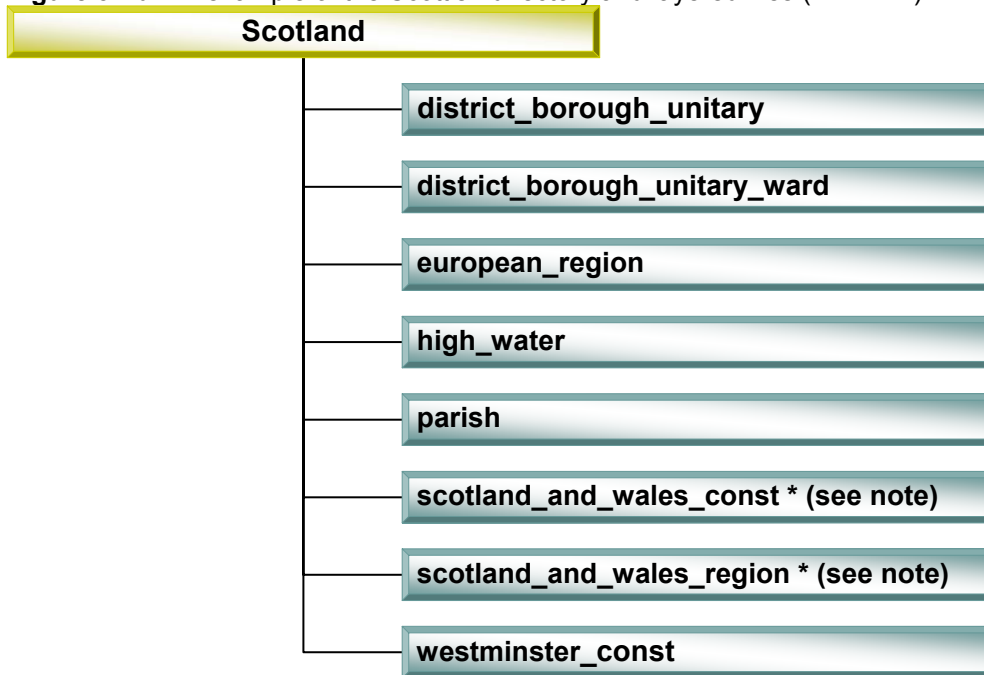 Scotland
district_borough_unitary
district_borough_unitary_ward
european_region
high_water
parish
scotland_and_wales_const * (see note)
scotland_and_wales_region * (see note)
westminster_const